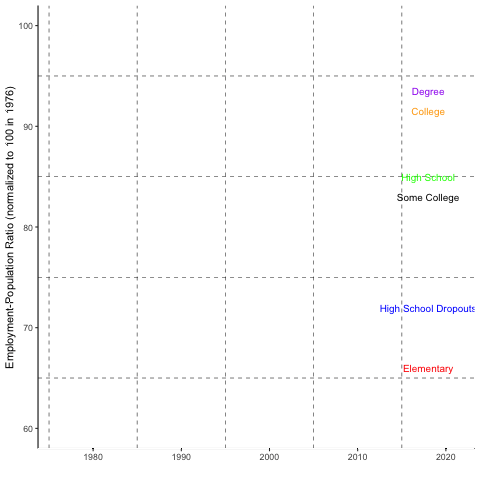 Employment-Population Ratio (normalized to 100 in 1976)
100
90
80
70
60
Degree
College
High School
Some College
High School Dropouts
Elementary
1980
1990
2000
2010
2020